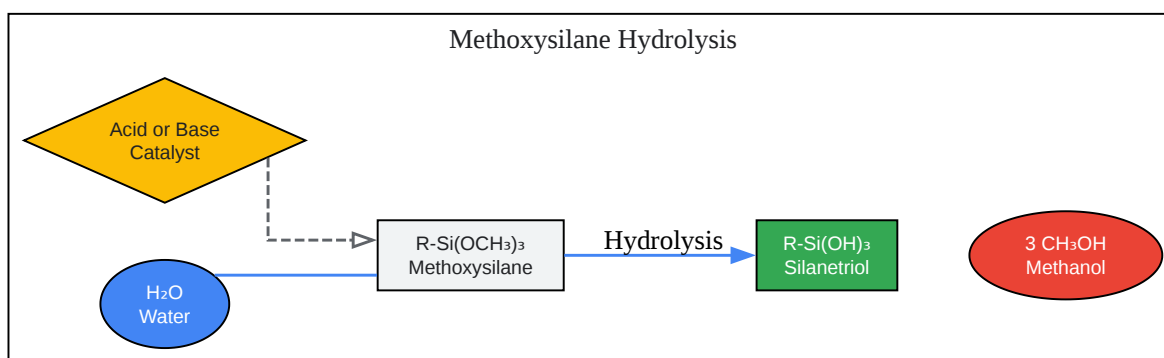 Methoxysilane Hydrolysis
Acid or Base
Catalyst
R-Si(OCH₃)₃
Methoxysilane
Hydrolysis
R-Si(OH)₃
Silanetriol
3 CH₃OH
Methanol
H₂O
Water